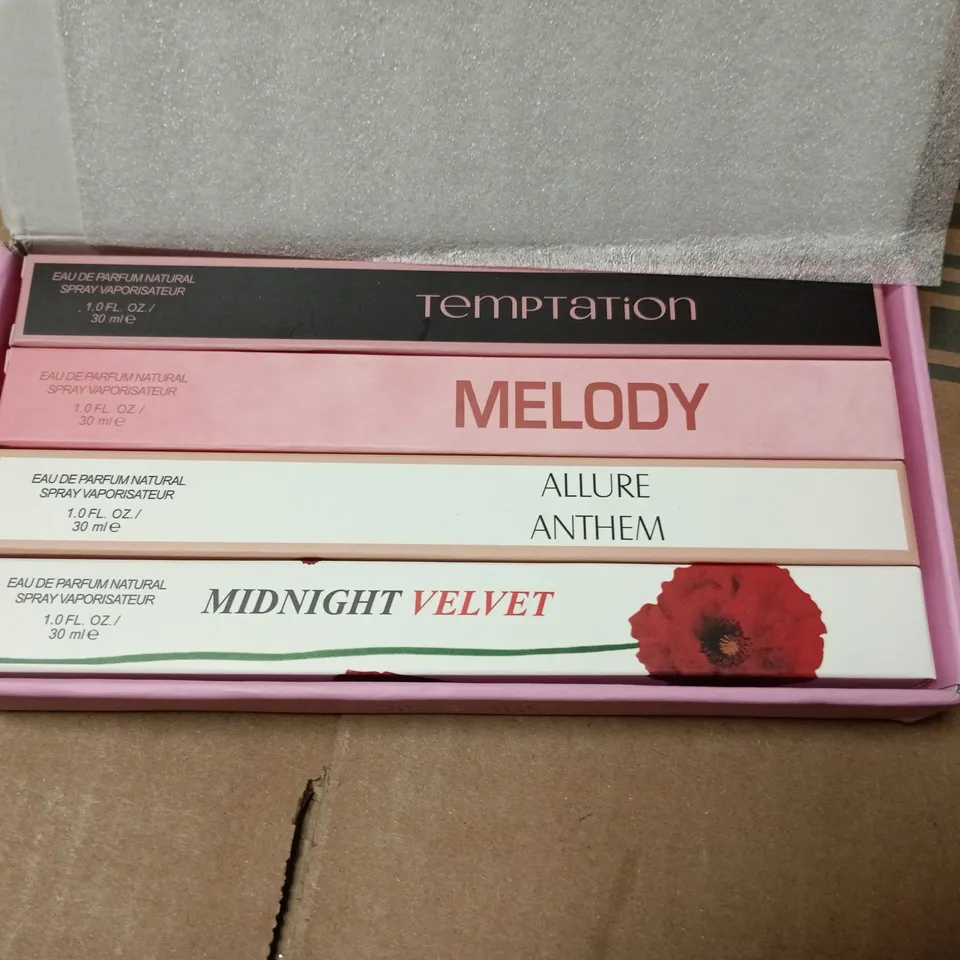 EAU DE PARFUM NATURAL
SPRAY VAPORISATEUR
1.0 FL. OZ./
30 ml ℮
TEMPTATiON
EAU DE PARFUM NATURAL
SPRAY VAPORISATEUR
1.0 FL. OZ./
30 ml ℮
MELODY
EAU DE PARFUM NATURAL
SPRAY VAPORISATEUR
1.0 FL. OZ./
30 ml ℮
ALLURE
ANTHEM
EAU DE PARFUM NATURAL
SPRAY VAPORISATEUR
1.0 FL. OZ./
30 ml ℮
MIDNIGHT VELVET